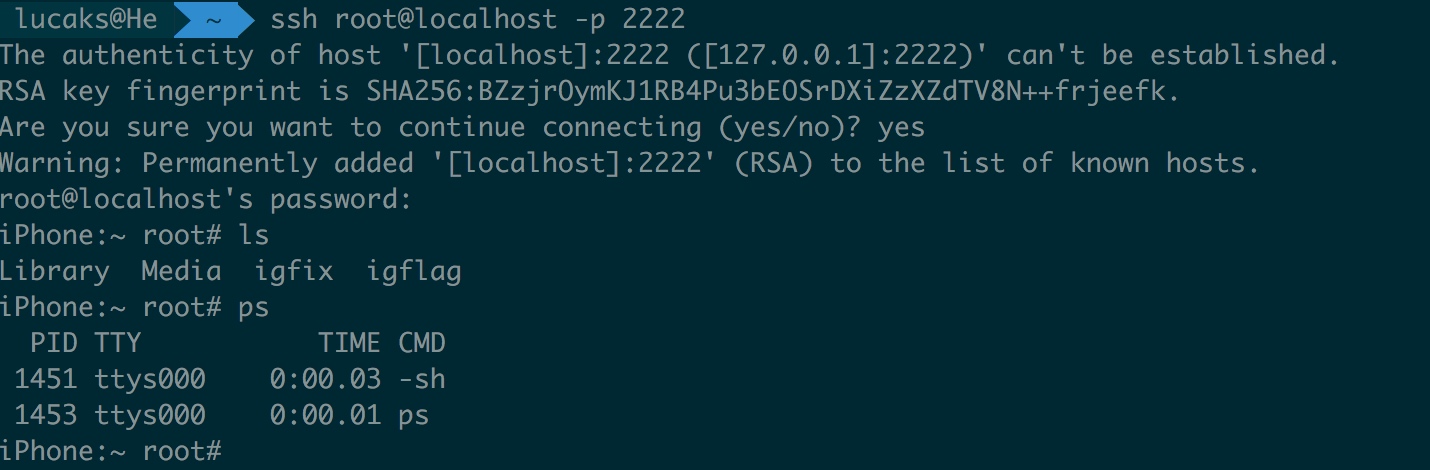 lucaks@He ~ ssh root@localhost -p 2222
The authenticity of host '[localhost]:2222 ([127.0.0.1]:2222)' can't be established.
RSA key fingerprint is SHA256:BZzjrOymKJ1RB4Pu3bEOSrDXiZzXZdTV8N++frjeefk.
Are you sure you want to continue connecting (yes/no)? yes
Warning: Permanently added '[localhost]:2222' (RSA) to the list of known hosts.
root@localhost's password:
iPhone:~ root# ls
Library  Media  igfix  igflag
iPhone:~ root# ps
  PID TTY           TIME CMD
 1451 ttys000    0:00.03 -sh
 1453 ttys000    0:00.01 ps
iPhone:~ root#